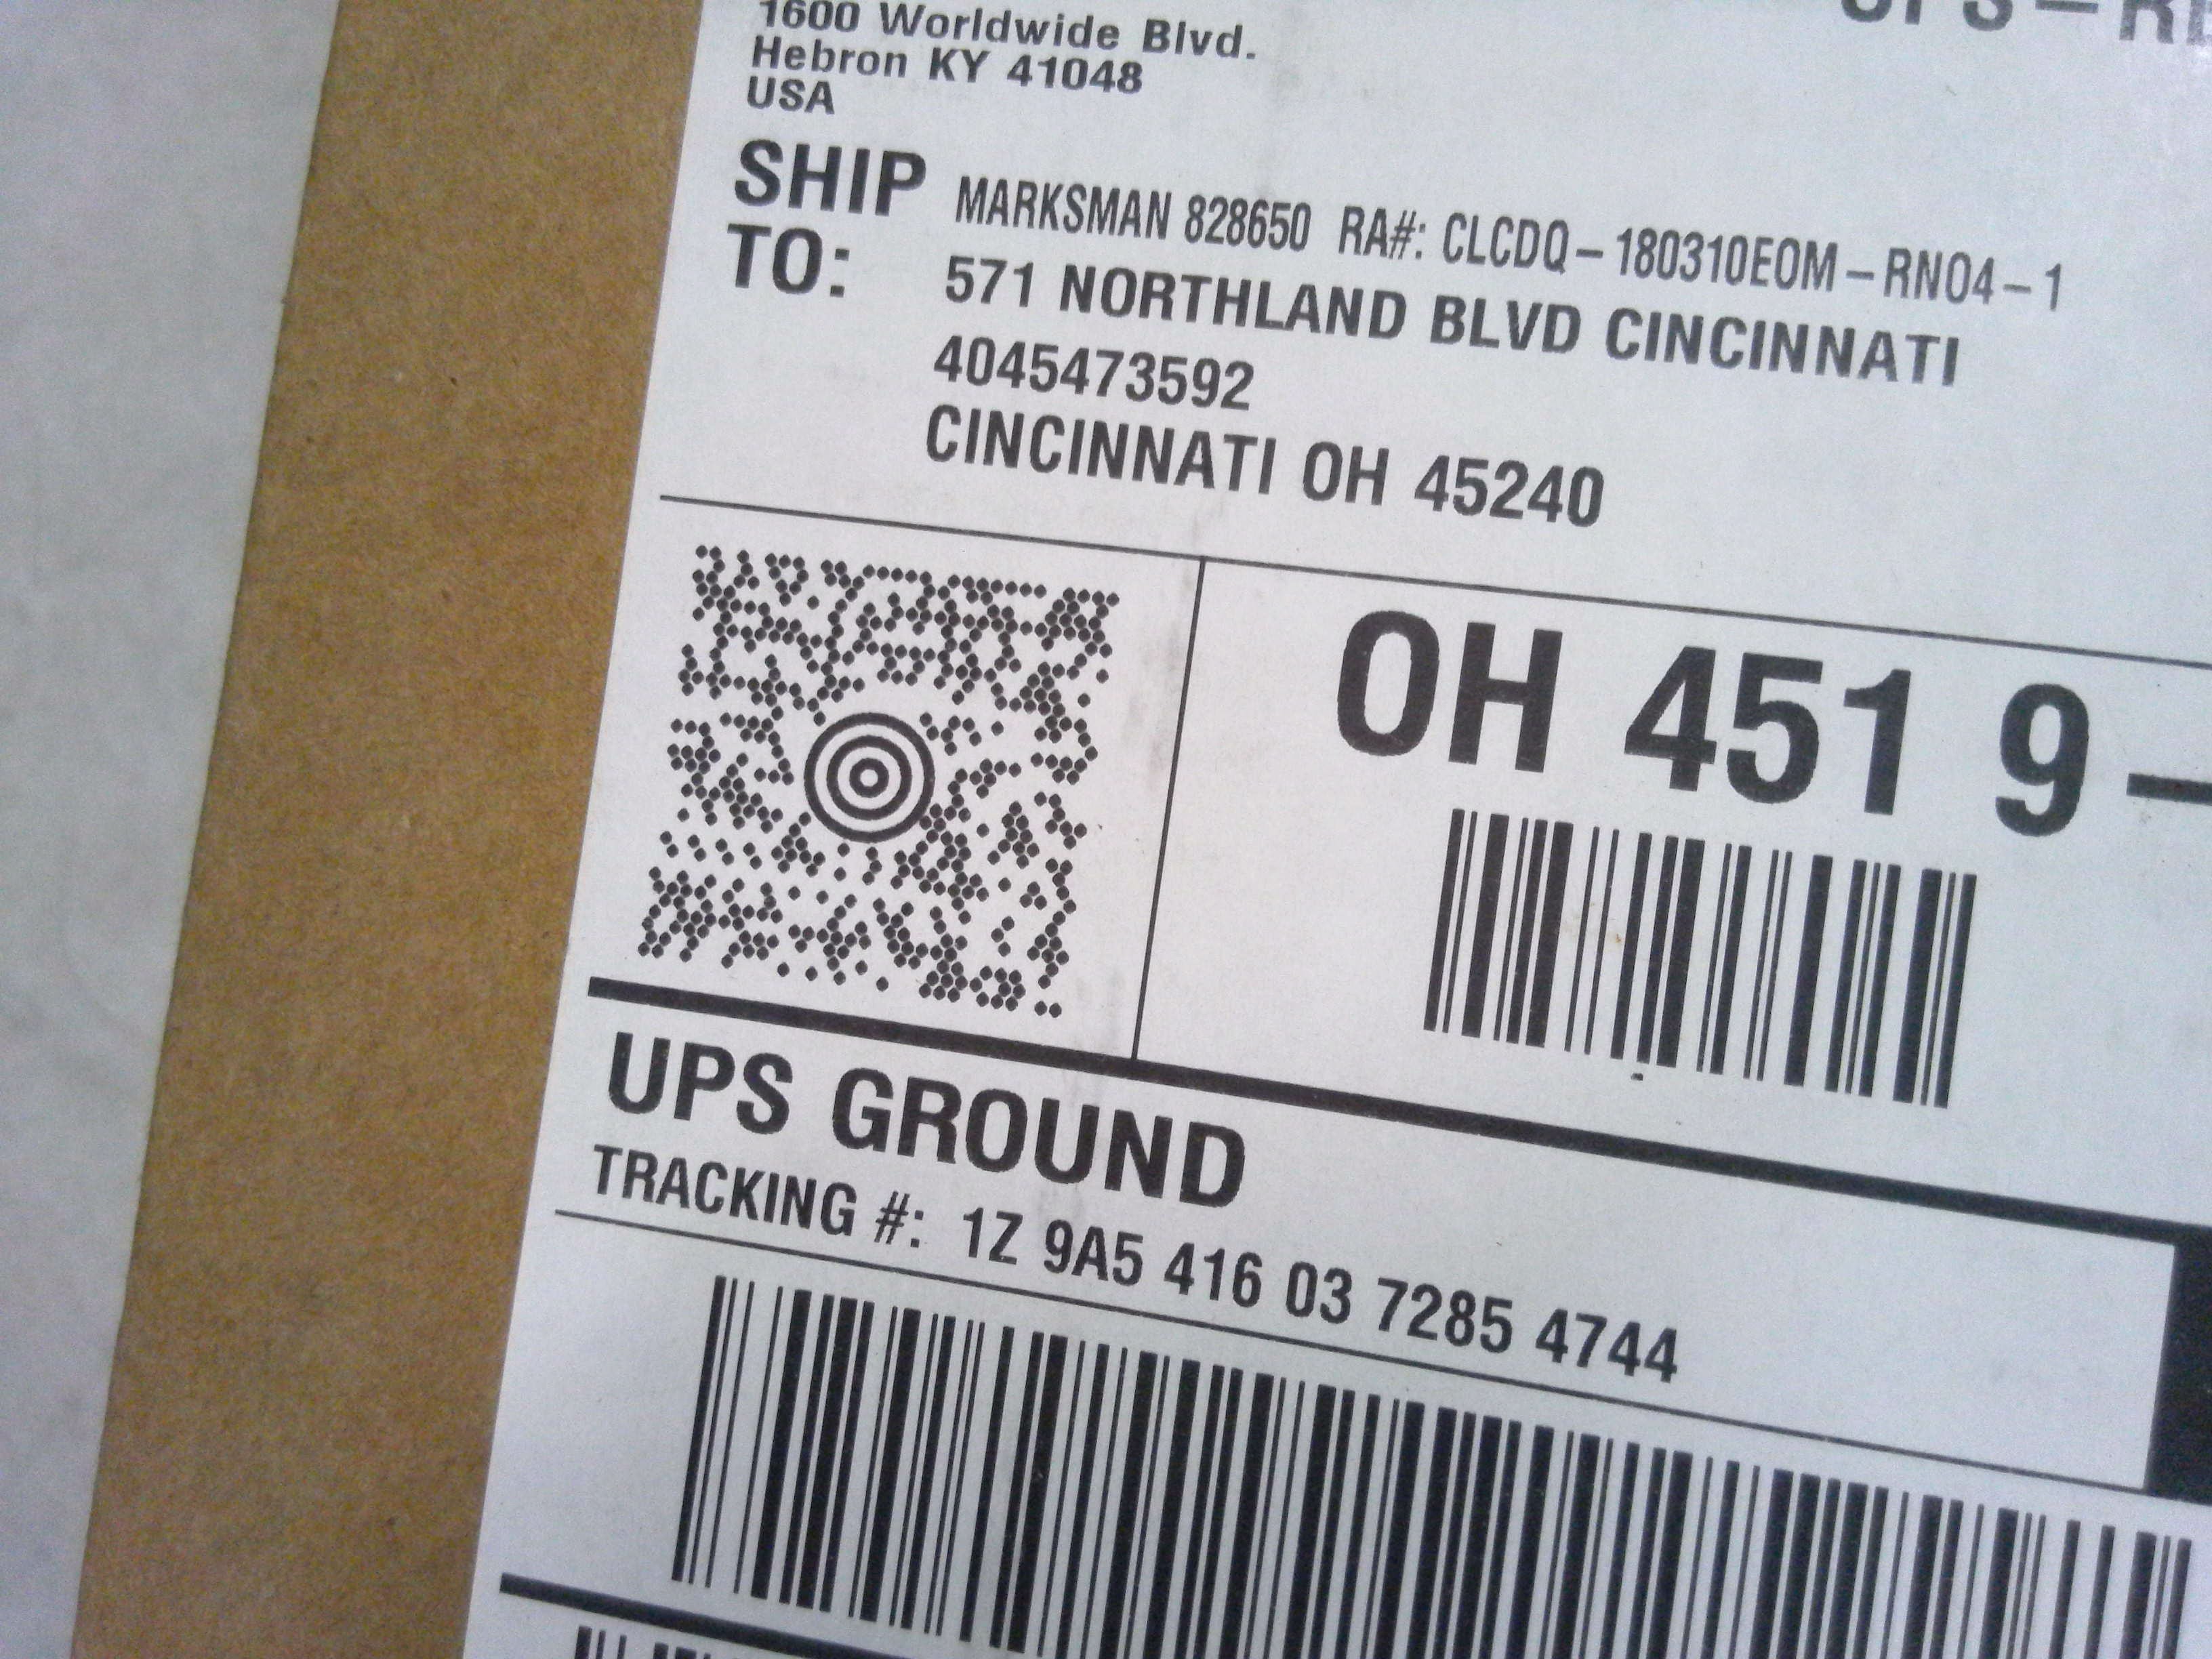 1600 Worldwide Blvd.
Hebron KY 41048
USA
SHIP TO:
MARKSMAN 828650 RA#: CLCDQ-180310EOM-RNO4-1
571 NORTHLAND BLVD CINCINNATI
4045473592
CINCINNATI OH 45240
OH 451 9-
UPS GROUND
TRACKING #: 1Z 9A5 416 03 7285 4744